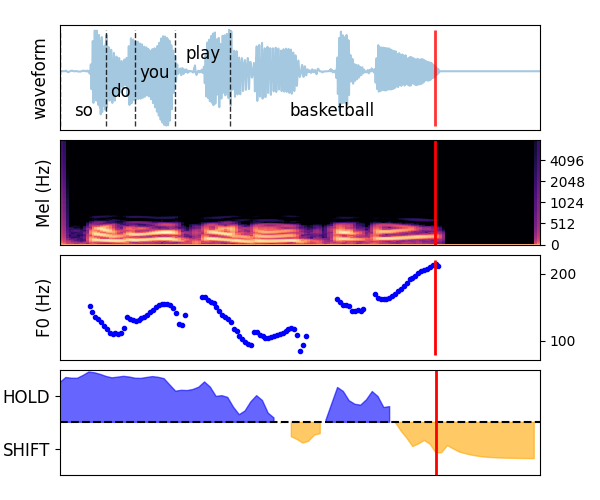 waveform
so do you play basketball
Mel (Hz)
4096
2048
1024
512
0
F0 (Hz)
200
100
HOLD
SHIFT